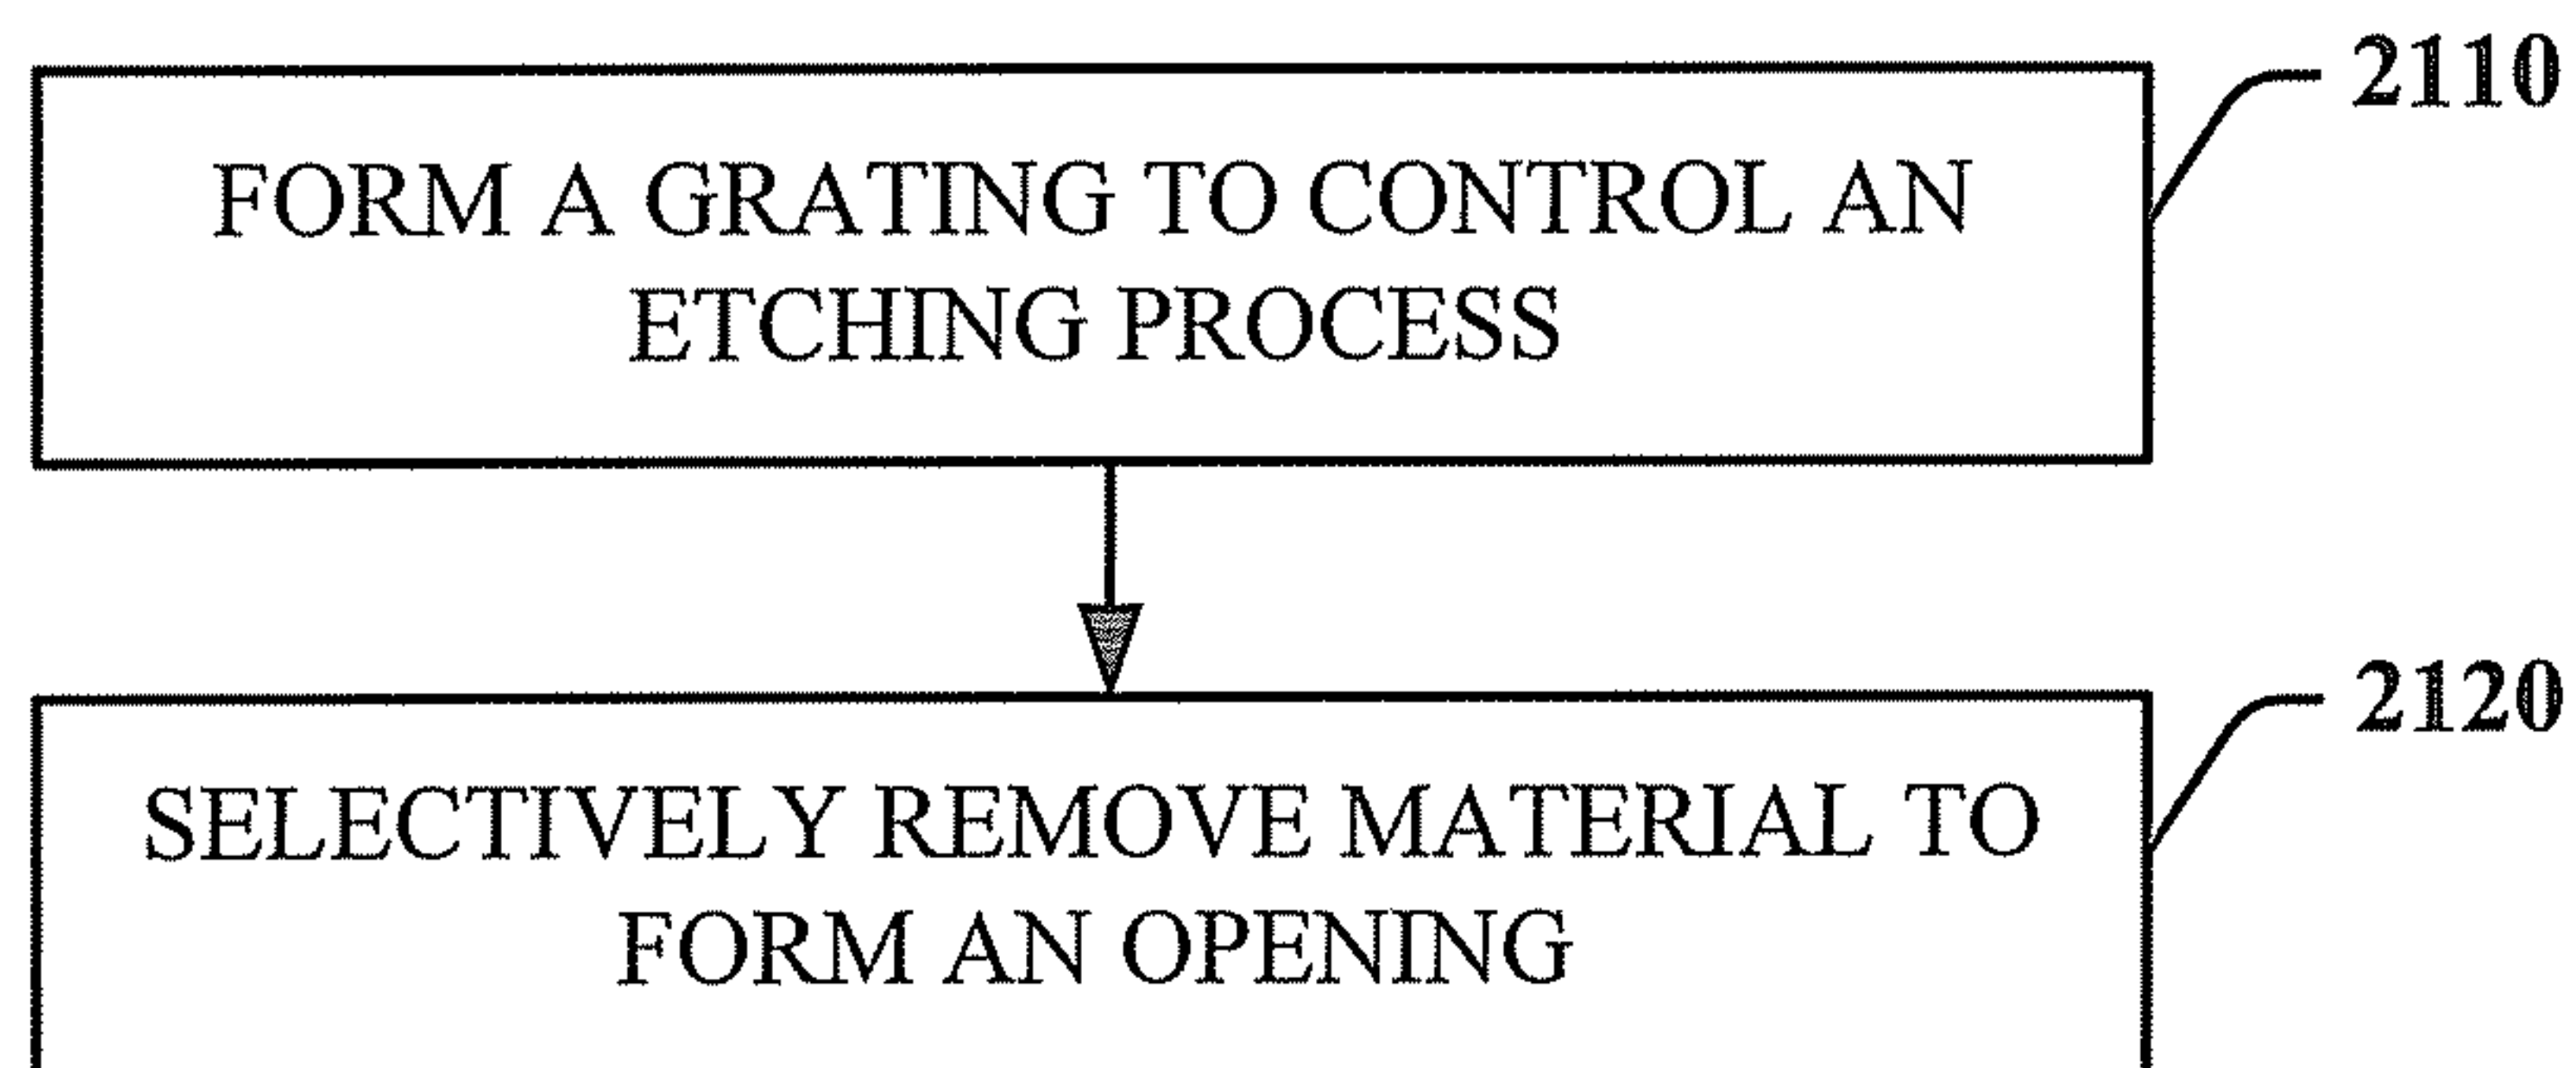 2110
FORM A GRATING TO CONTROL AN
ETCHING PROCESS
2120
SELECTIVELY REMOVE MATERIAL TO
FORM AN OPENING